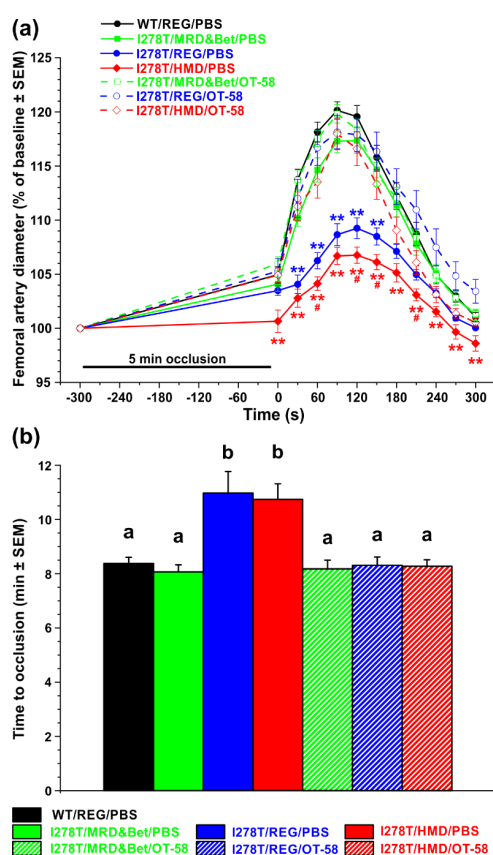 (a)
WT/REG/PBS
I278T/MRD&Bet/PBS
I278T/REG/PBS
I278T/HMD/PBS
I278T/MRD&Bet/OT-58
I278T/REG/OT-58
I278T/HMD/OT-58
Femoral artery diameter (% of baseline ± SEM)
120
115
110
105
100
95
** ** ** ** ** **
** ** ** ** ** ** ** ** ** ** **
# # # #
5 min occlusion
-300 -240 -180 -120 -60 0 60 120 180 240 300
Time (s)
(b)
Time to occlusion (min ± SEM)
12
10
8
6
4
2
0
a a b b a a a
WT/REG/PBS
I278T/MRD&Bet/PBS I278T/REG/PBS I278T/HMD/PBS
I278T/MRD&Bet/OT-58 I278T/REG/OT-58 I278T/HMD/OT-58